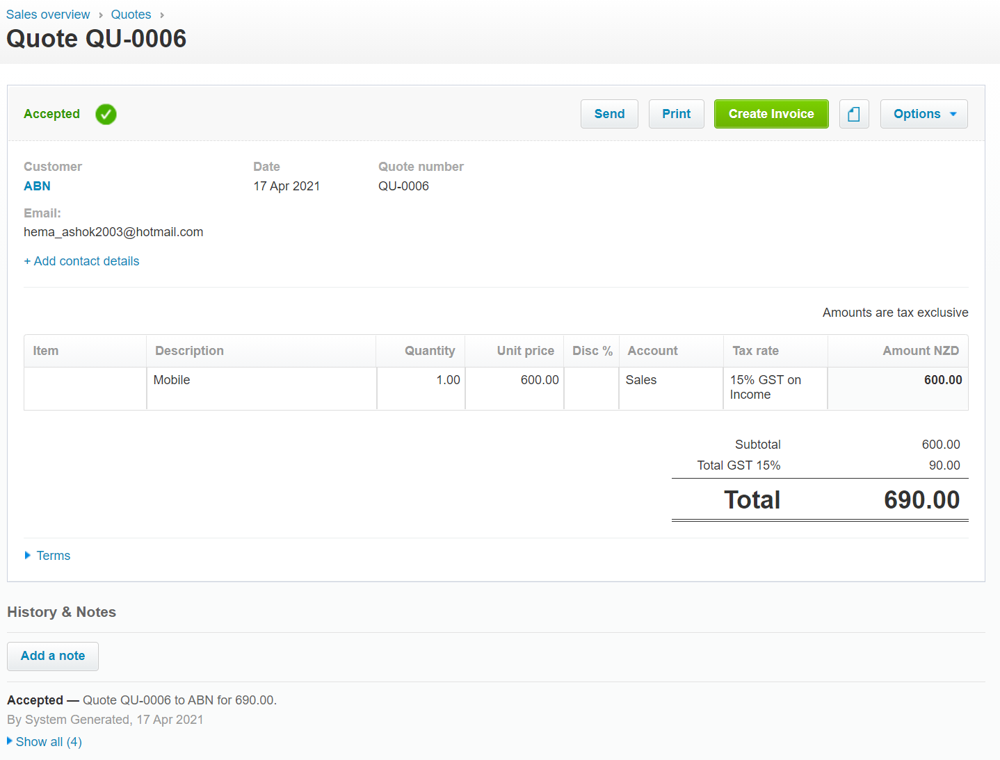 Sales overview › Quotes ›
Quote QU-0006
Accepted
Send
Print
Create Invoice
Options
Customer
Date
Quote number
ABN
17 Apr 2021
QU-0006
Email:
hema_ashok2003@hotmail.com
+ Add contact details
Amounts are tax exclusive
Item Description Quantity Unit price Disc % Account Tax rate Amount NZD
Mobile 1.00 600.00 Sales 15% GST on 600.00
Income
Subtotal 600.00
Total GST 15% 90.00
Total 690.00
Terms
History & Notes
Add a note
Accepted — Quote QU-0006 to ABN for 690.00.
By System Generated, 17 Apr 2021
Show all (4)